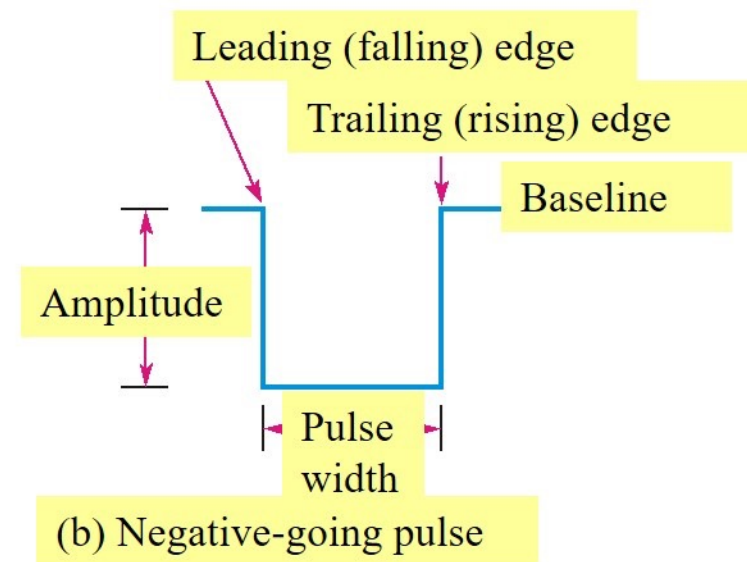 Leading (falling) edge
Trailing (rising) edge
Baseline
Amplitude
Pulse
width
(b) Negative-going pulse